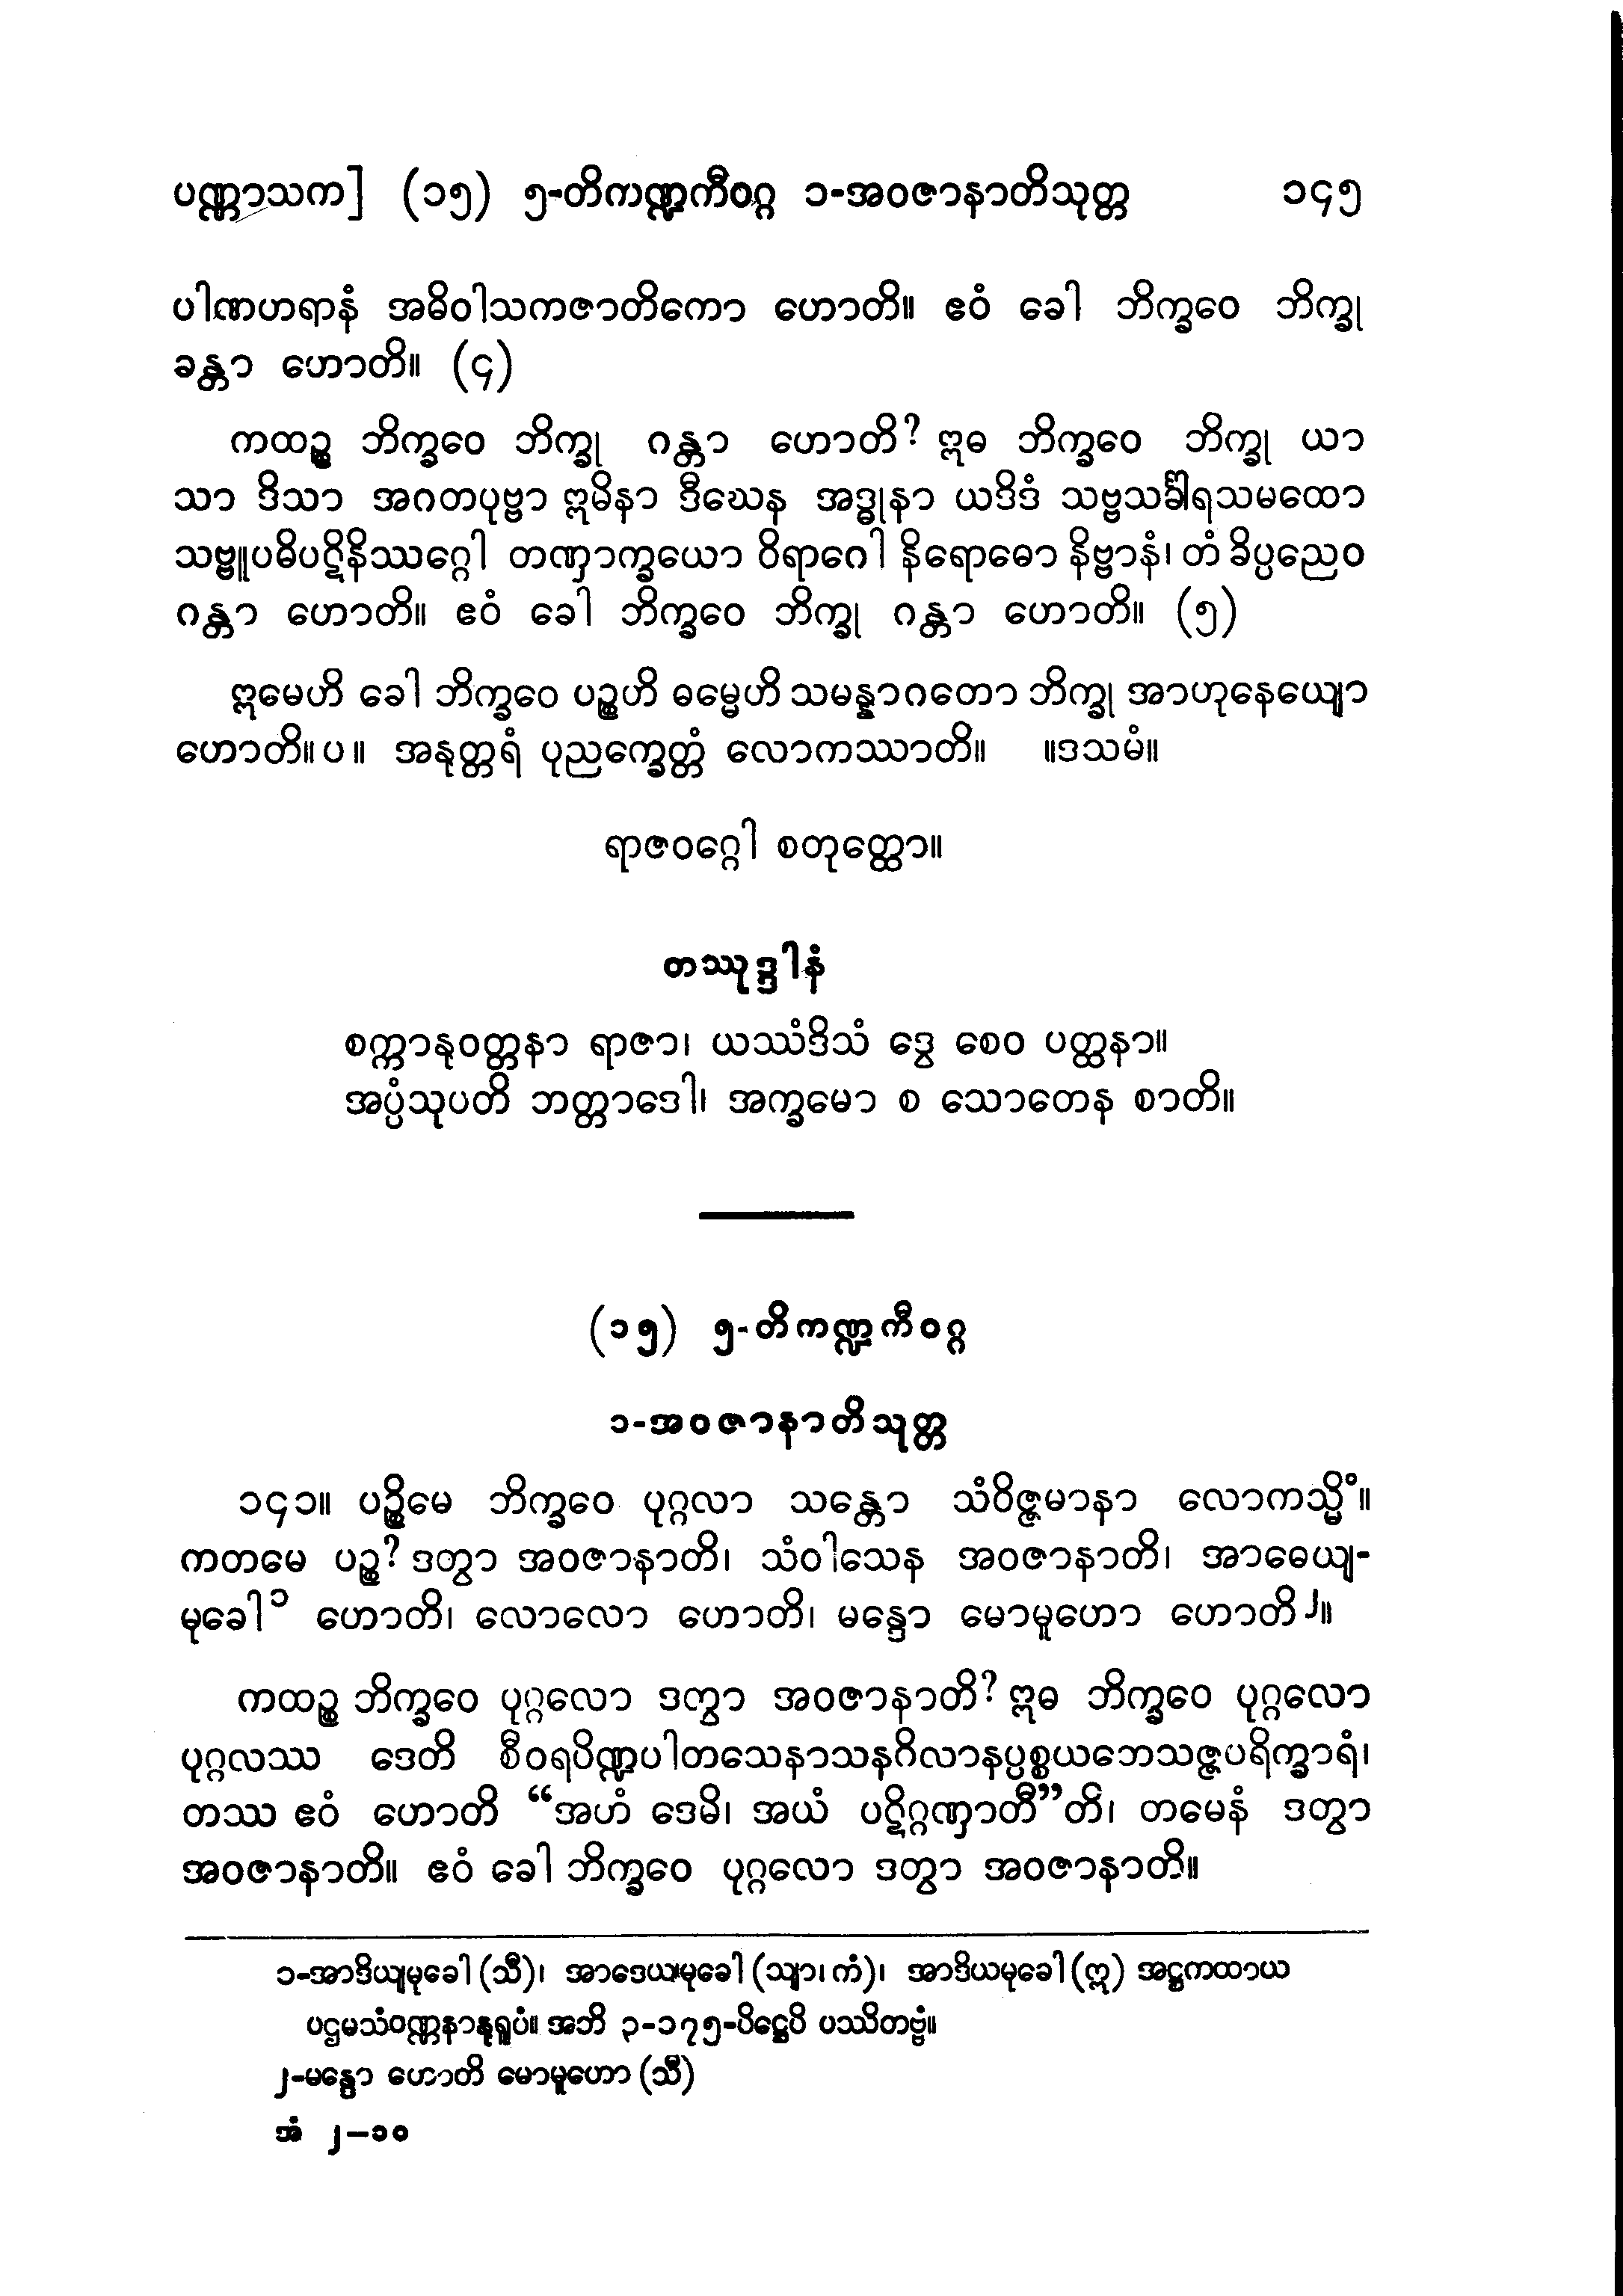 ပဏ္ဏာသက] (၁၅) ၅-တိကဏ္ဍကီဝဂ္ဂ ၁-အဝဇာနာတိသုတ္တ ၁၄၅
ပါဏဟရာနံ အဓိဝါသကဇာတိကော ဟောတိ။ ဧဝံ ခေါ ဘိက္ခဝေ ဘိက္ခု
ခန္တာ ဟောတိ။ (၄)
ကထဉ္စ ဘိက္ခဝေ ဘိက္ခု ဂန္တာ ဟောတိ? ဣဓ ဘိက္ခဝေ ဘိက္ခု ယာ
သာ ဒိသာ အဂတပုဗ္ဗာ ဣမိနာ ဒီဃေန အဒ္ဓုနာ ယဒိဒံ သဗ္ဗသင်္ခါရသမထော
သဗ္ဗူပဓိပဋိနိဿဂ္ဂေါ တဏှာက္ခယော ဝိရာဂေါ နိရောဓော နိဗ္ဗာနံ၊ တံ ခိပ္ပညေဝ
ဂန္တာ ဟောတိ။ ဧဝံ ခေါ ဘိက္ခဝေ ဘိက္ခု ဂန္တာ ဟောတိ။ (၅)
ဣမေဟိ ခေါ ဘိက္ခဝေ ပဉ္စဟိ ဓမ္မေဟိ သမန္နာဂတော ဘိက္ခု အာဟုနေယျော
ဟောတိ။ပ။ အနုတ္တရံ ပုညက္ခေတ္တံ လောကဿာတိ။ ။ဒသမံ။
ရာဇဝဂ္ဂေါ စတုတ္ထော။
တဿုဒ္ဒါနံ
စက္ကာနုဝတ္တနာ ရာဇာ၊ ယဿံဒိသံ ဒွေ စေဝ ပတ္ထနာ။
အပ္ပံသုပတိ ဘတ္တာဒေါ၊ အက္ခမော စ သောတေန စာတိ။
(၁၅) ၅-တိကဏ္ဍကီဝဂ္ဂ
၁-အဝဇာနာတိသုတ္တ
၁၄၁။ ပဉ္စိမေ ဘိက္ခဝေ ပုဂ္ဂလာ သန္တော သံဝိဇ္ဇမာနာ လောကသ္မိံ။
ကတမေ ပဉ္စ? ဒတွာ အဝဇာနာတိ၊ သံဝါသေန အဝဇာနာတိ၊ အာဓေယျ-
မုခေါ၁ ဟောတိ၊ လောလော ဟောတိ၊ မန္ဒော မောမူဟော ဟောတိ၂။
ကထဉ္စ ဘိက္ခဝေ ပုဂ္ဂလော ဒတွာ အဝဇာနာတိ? ဣဓ ဘိက္ခဝေ ပုဂ္ဂလော
ပုဂ္ဂလဿ ဒေတိ စီဝရပိဏ္ဍပါတသေနာသနဂိလာနပ္ပစ္စယဘေသဇ္ဇပရိက္ခာရံ၊
တဿ ဧဝံ ဟောတိ “အဟံ ဒေမိ၊ အယံ ပဋိဂ္ဂဏှာတီ”တိ၊ တမေနံ ဒတွာ
အဝဇာနာတိ။ ဧဝံ ခေါ ဘိက္ခဝေ ပုဂ္ဂလော ဒတွာ အဝဇာနာတိ။
၁-အာဒိယျမုခေါ (သီ)၊ အာဒေယျမုခေါ (သျာ၊ ကံ)၊ အာဒိယမုခေါ (ဣ) အဋ္ဌကထာယ
ပဌမသံဝဏ္ဏနာနုရူပံ။ အဘိ ၃-၁၇၅-ပိဋ္ဌေပိ ပဿိတဗ္ဗံ။
၂-မန္ဒော ဟောတိ မောမူဟော (သီ)
အံ ၂–၁၀